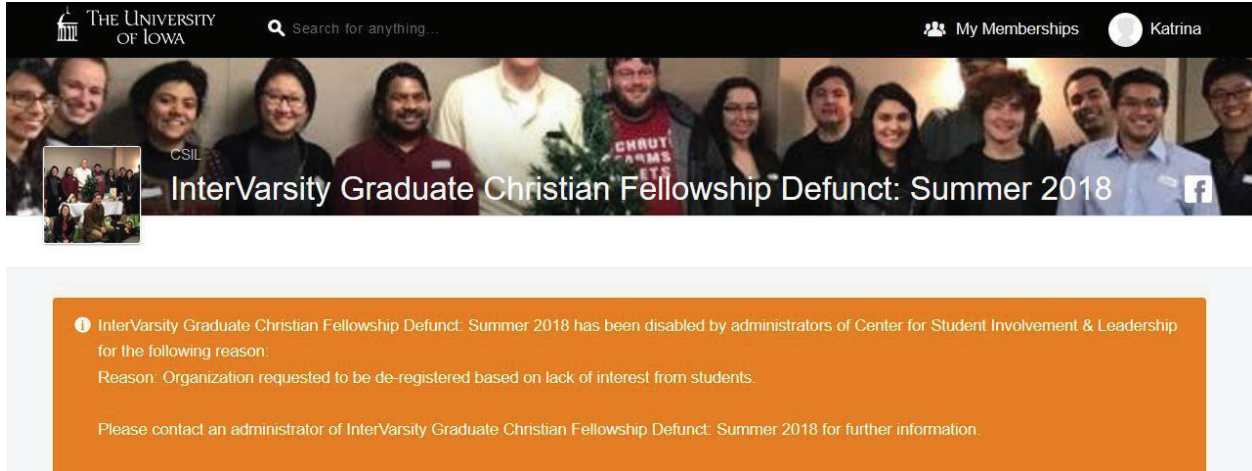 THE UNIVERSITY
OF IOWA
Search for anything...
My Memberships
Katrina
CSIL
InterVarsity Graduate Christian Fellowship Defunct: Summer 2018
InterVarsity Graduate Christian Fellowship Defunct: Summer 2018 has been disabled by administrators of Center for Student Involvement & Leadership
for the following reason:
Reason: Organization requested to be de-registered based on lack of interest from students.
Please contact an administrator of InterVarsity Graduate Christian Fellowship Defunct: Summer 2018 for further information.